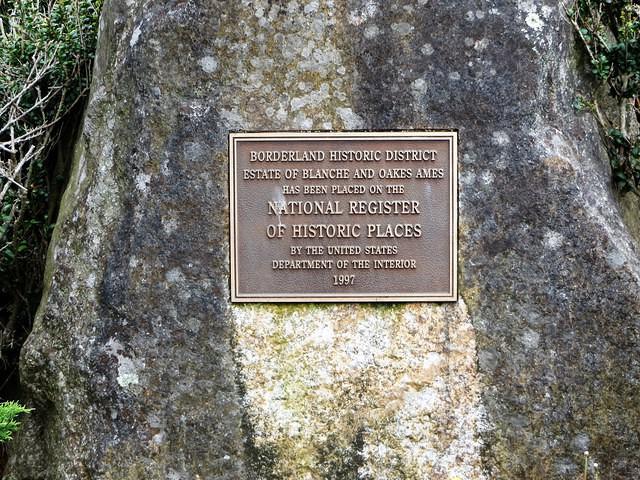 BORDERLAND HISTORIC DISTRICT
ESTATE OF BLANCHE AND OAKES AMES
HAS BEEN PLACED ON THE
NATIONAL REGISTER
OF HISTORIC PLACES
BY THE UNITED STATES
DEPARTMENT OF THE INTERIOR
1997